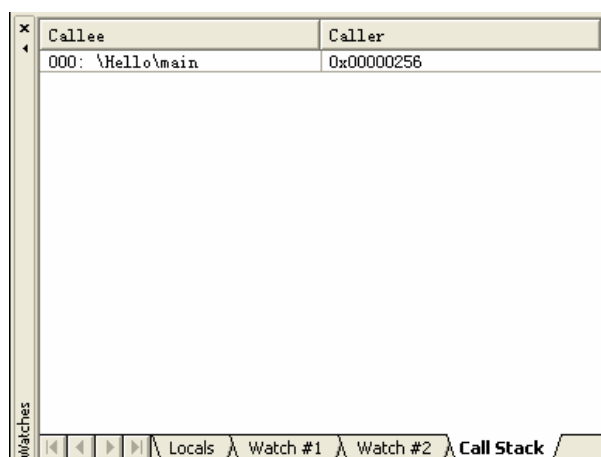 Callee Caller
000: \Hello\main 0x00000256
Watches
Locals Watch #1 Watch #2 Call Stack